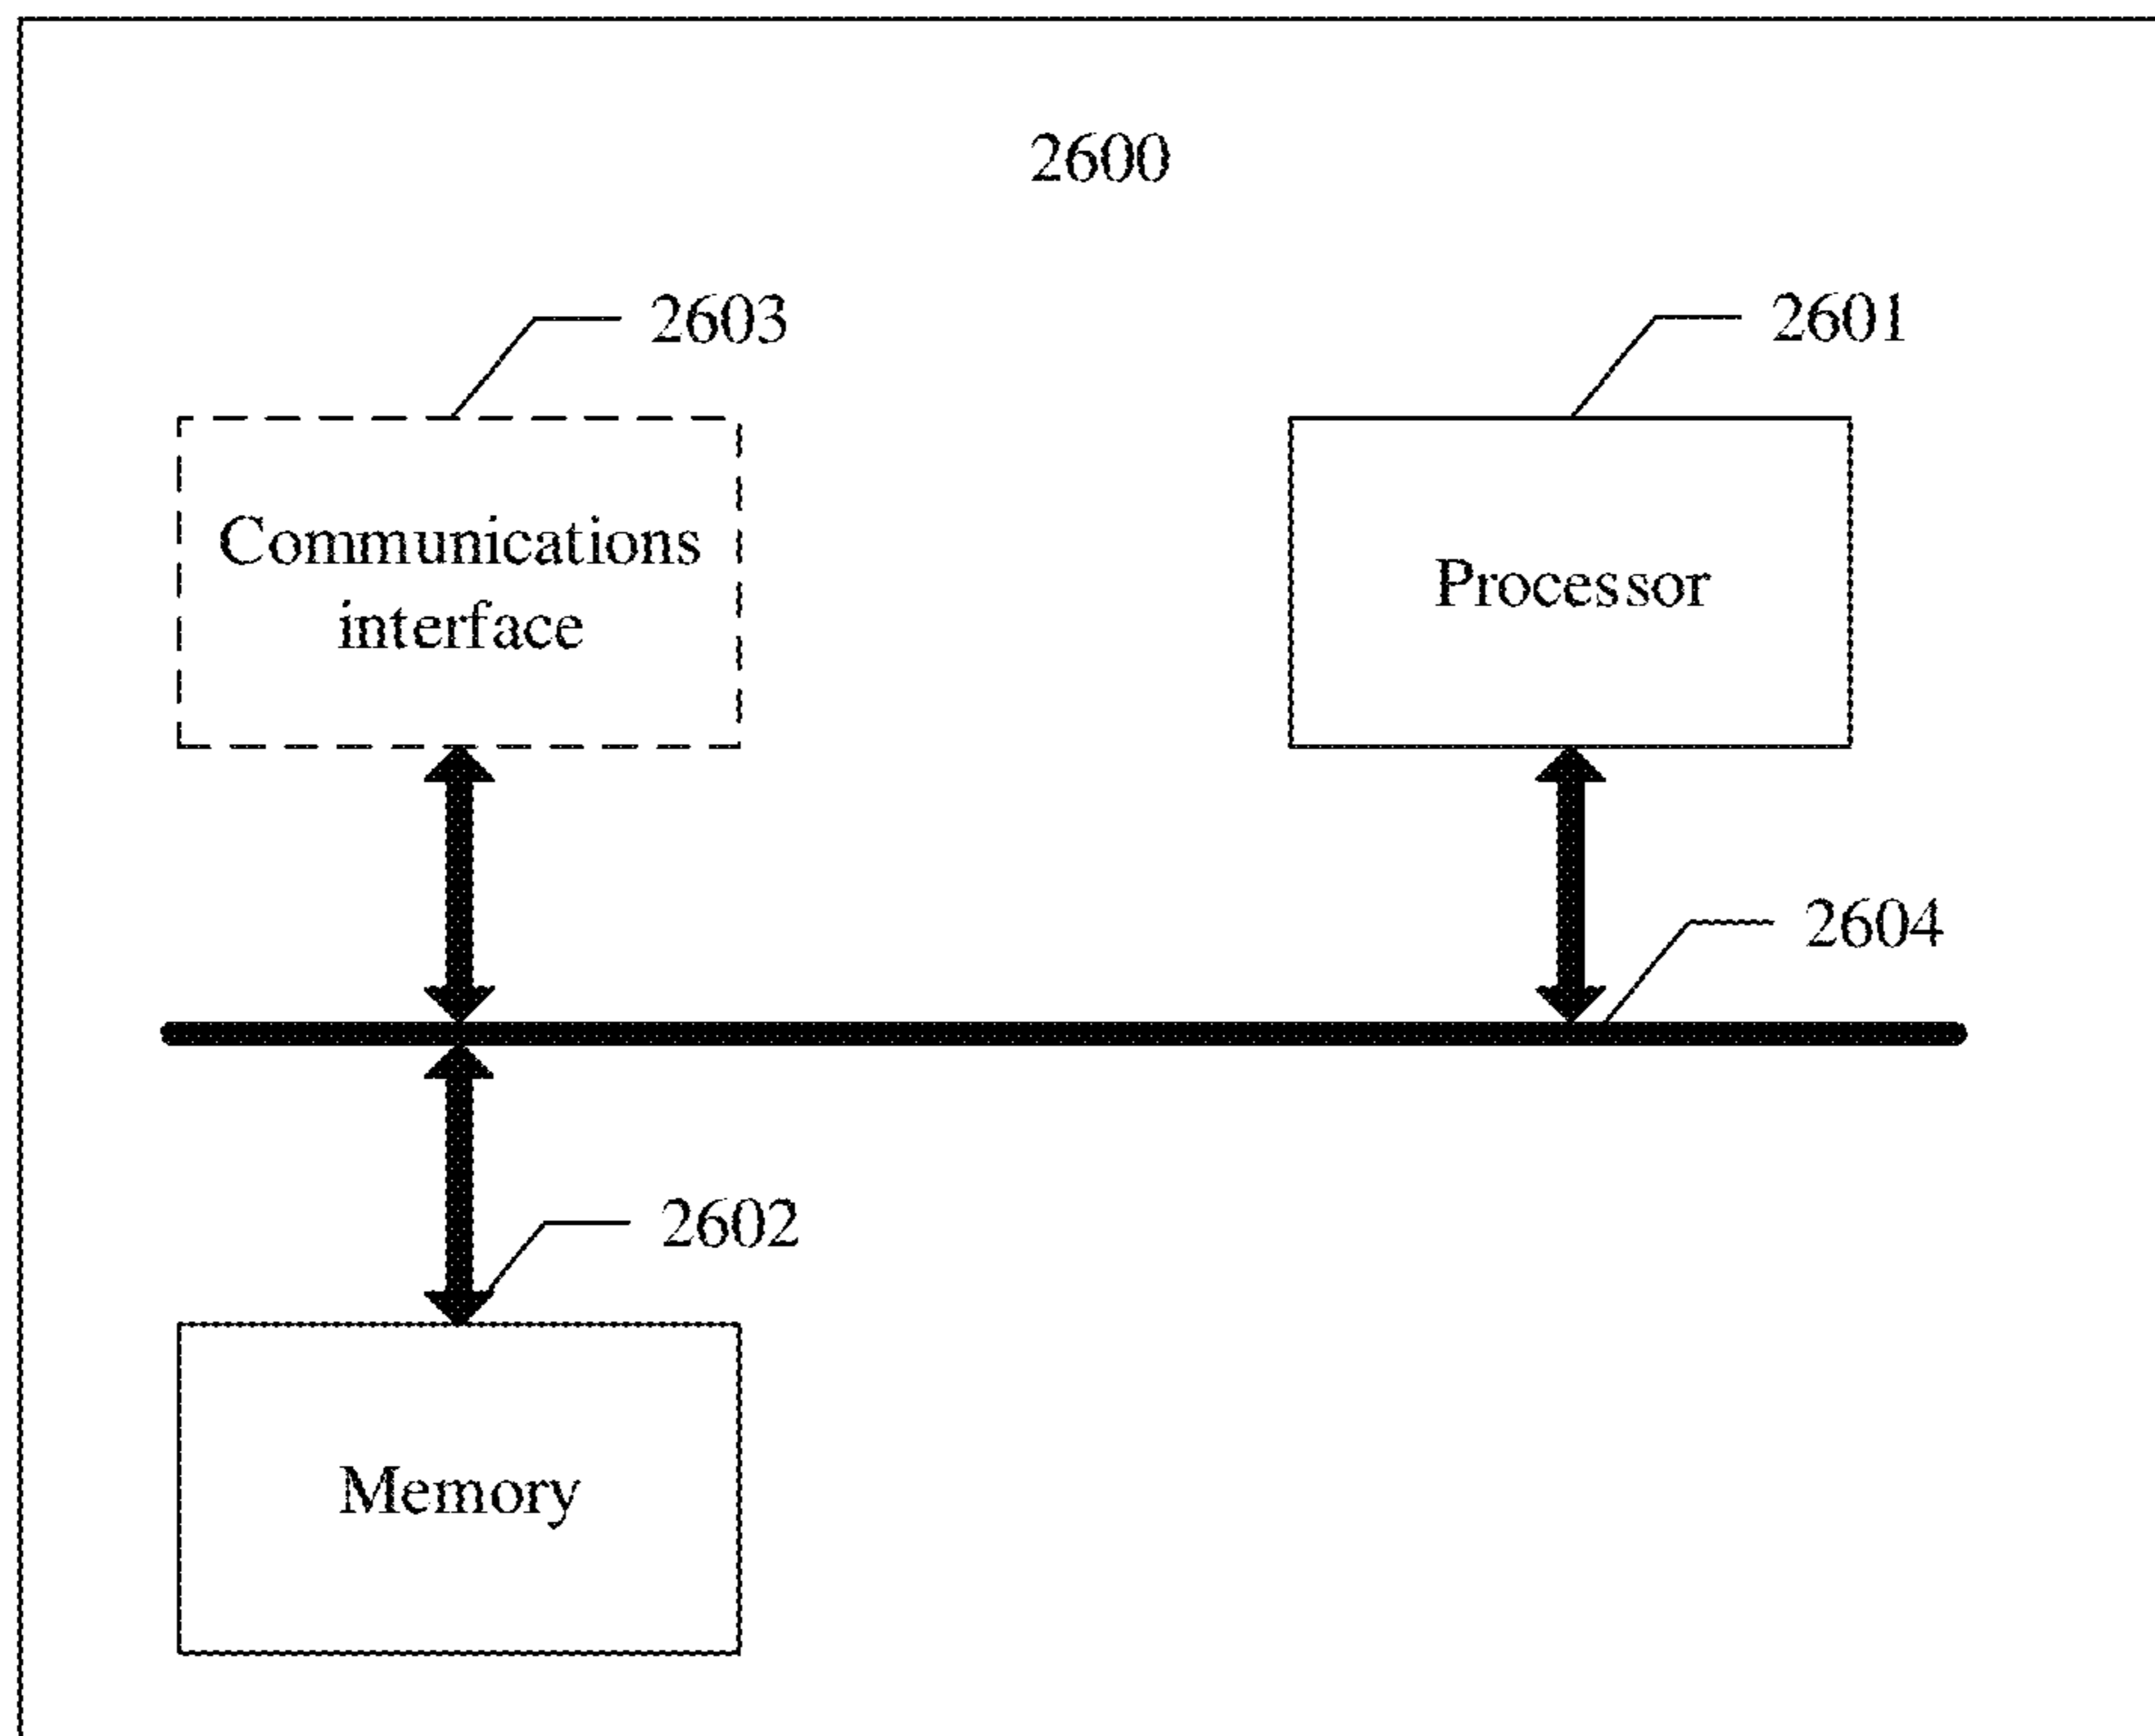 2600
2603
2601
Communications
interface
Processor
2604
2602
Memory